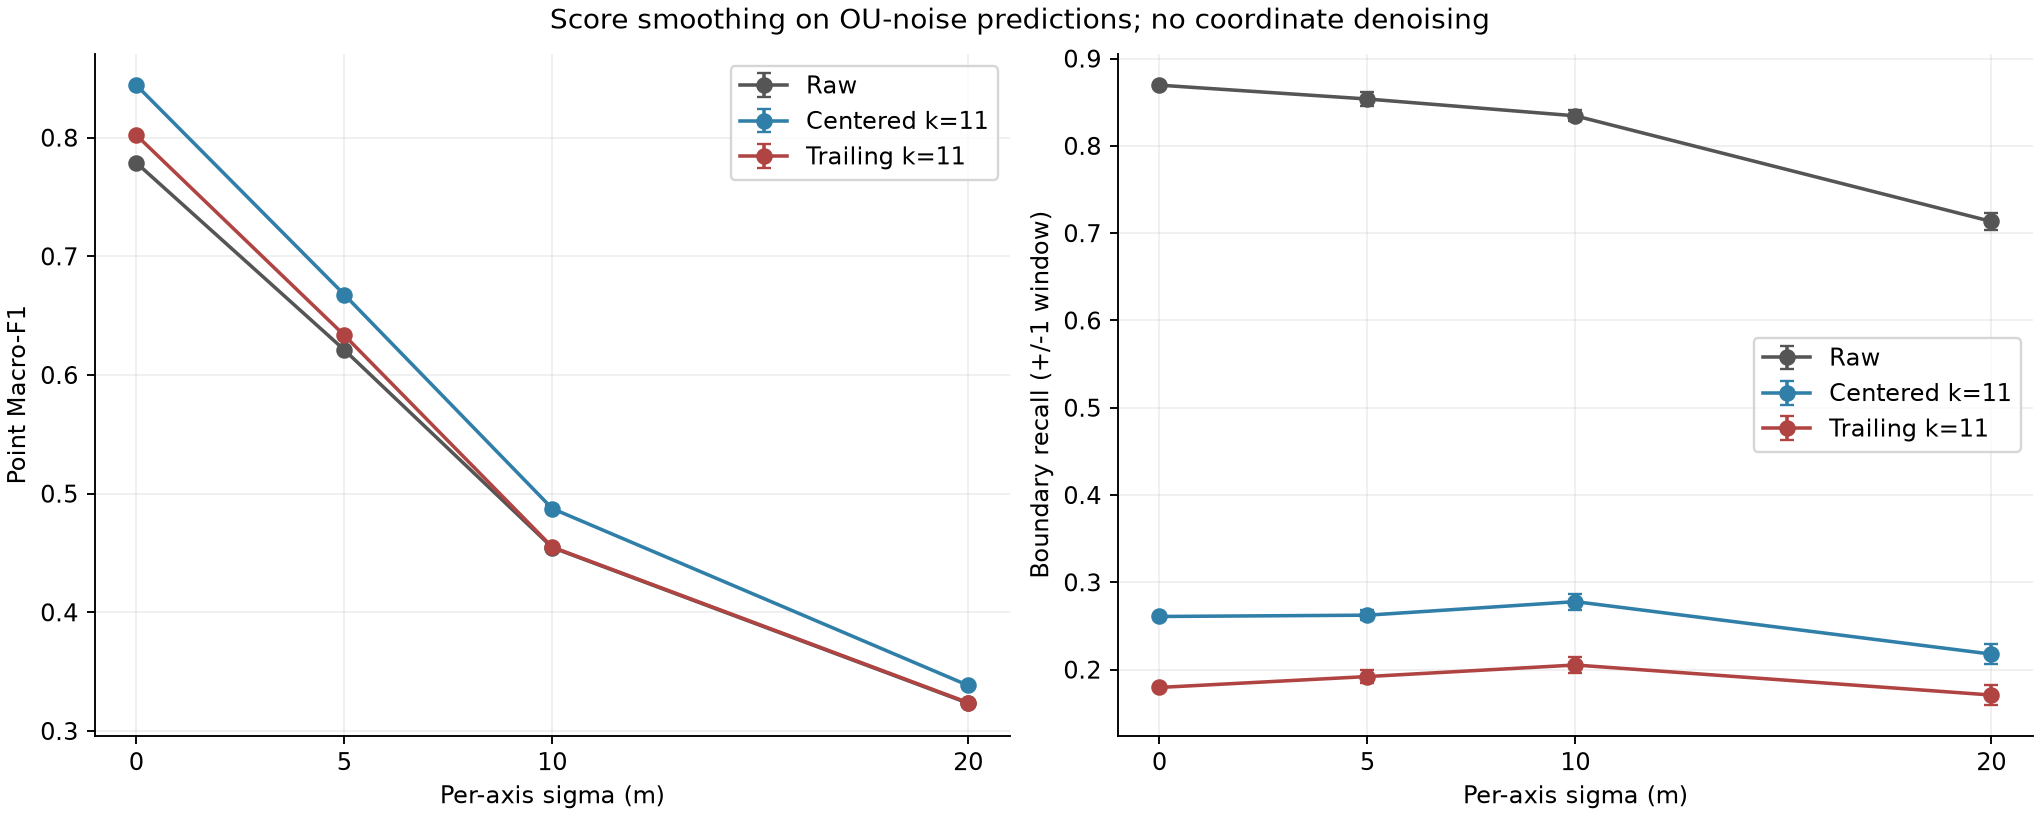 Score smoothing on OU-noise predictions; no coordinate denoising
Point Macro-F1
0.8
0.7
0.6
0.5
0.4
0.3
Raw
Centered k=11
Trailing k=11
0
5
10
20
Per-axis sigma (m)
Boundary recall (+/-1 window)
0.9
0.8
0.7
0.6
0.5
0.4
0.3
0.2
Raw
Centered k=11
Trailing k=11
0
5
10
20
Per-axis sigma (m)